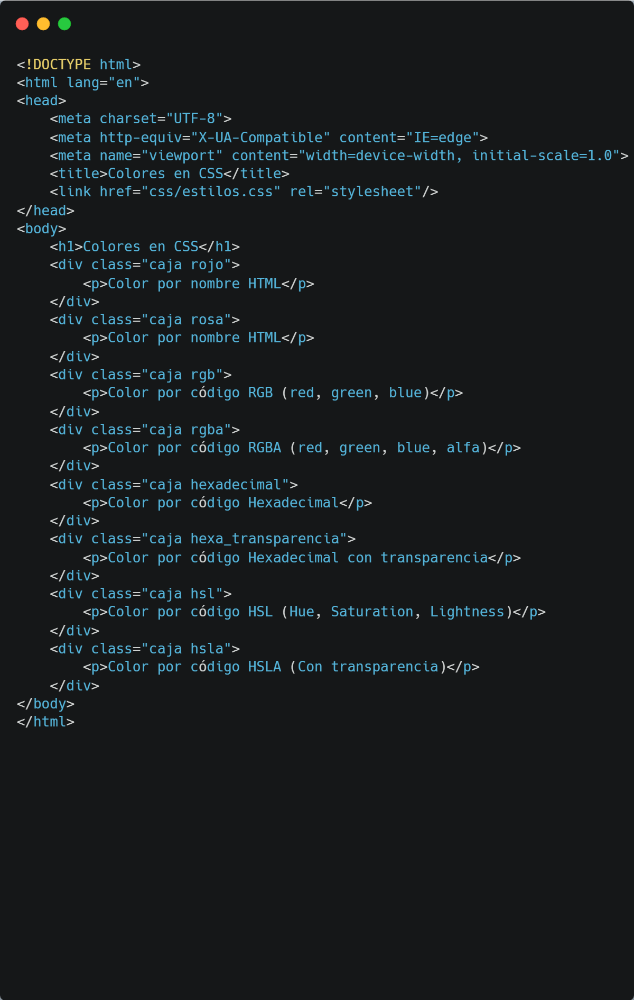 <!DOCTYPE html>
<html lang="en">
<head>
    <meta charset="UTF-8">
    <meta http-equiv="X-UA-Compatible" content="IE=edge">
    <meta name="viewport" content="width=device-width, initial-scale=1.0">
    <title>Colores en CSS</title>
    <link href="css/estilos.css" rel="stylesheet"/>
</head>
<body>
    <h1>Colores en CSS</h1>
    <div class="caja rojo">
        <p>Color por nombre HTML</p>
    </div>
    <div class="caja rosa">
        <p>Color por nombre HTML</p>
    </div>
    <div class="caja rgb">
        <p>Color por código RGB (red, green, blue)</p>
    </div>
    <div class="caja rgba">
        <p>Color por código RGBA (red, green, blue, alfa)</p>
    </div>
    <div class="caja hexadecimal">
        <p>Color por código Hexadecimal</p>
    </div>
    <div class="caja hexa_transparencia">
        <p>Color por código Hexadecimal con transparencia</p>
    </div>
    <div class="caja hsl">
        <p>Color por código HSL (Hue, Saturation, Lightness)</p>
    </div>
    <div class="caja hsla">
        <p>Color por código HSLA (Con transparencia)</p>
    </div>
</body>
</html>